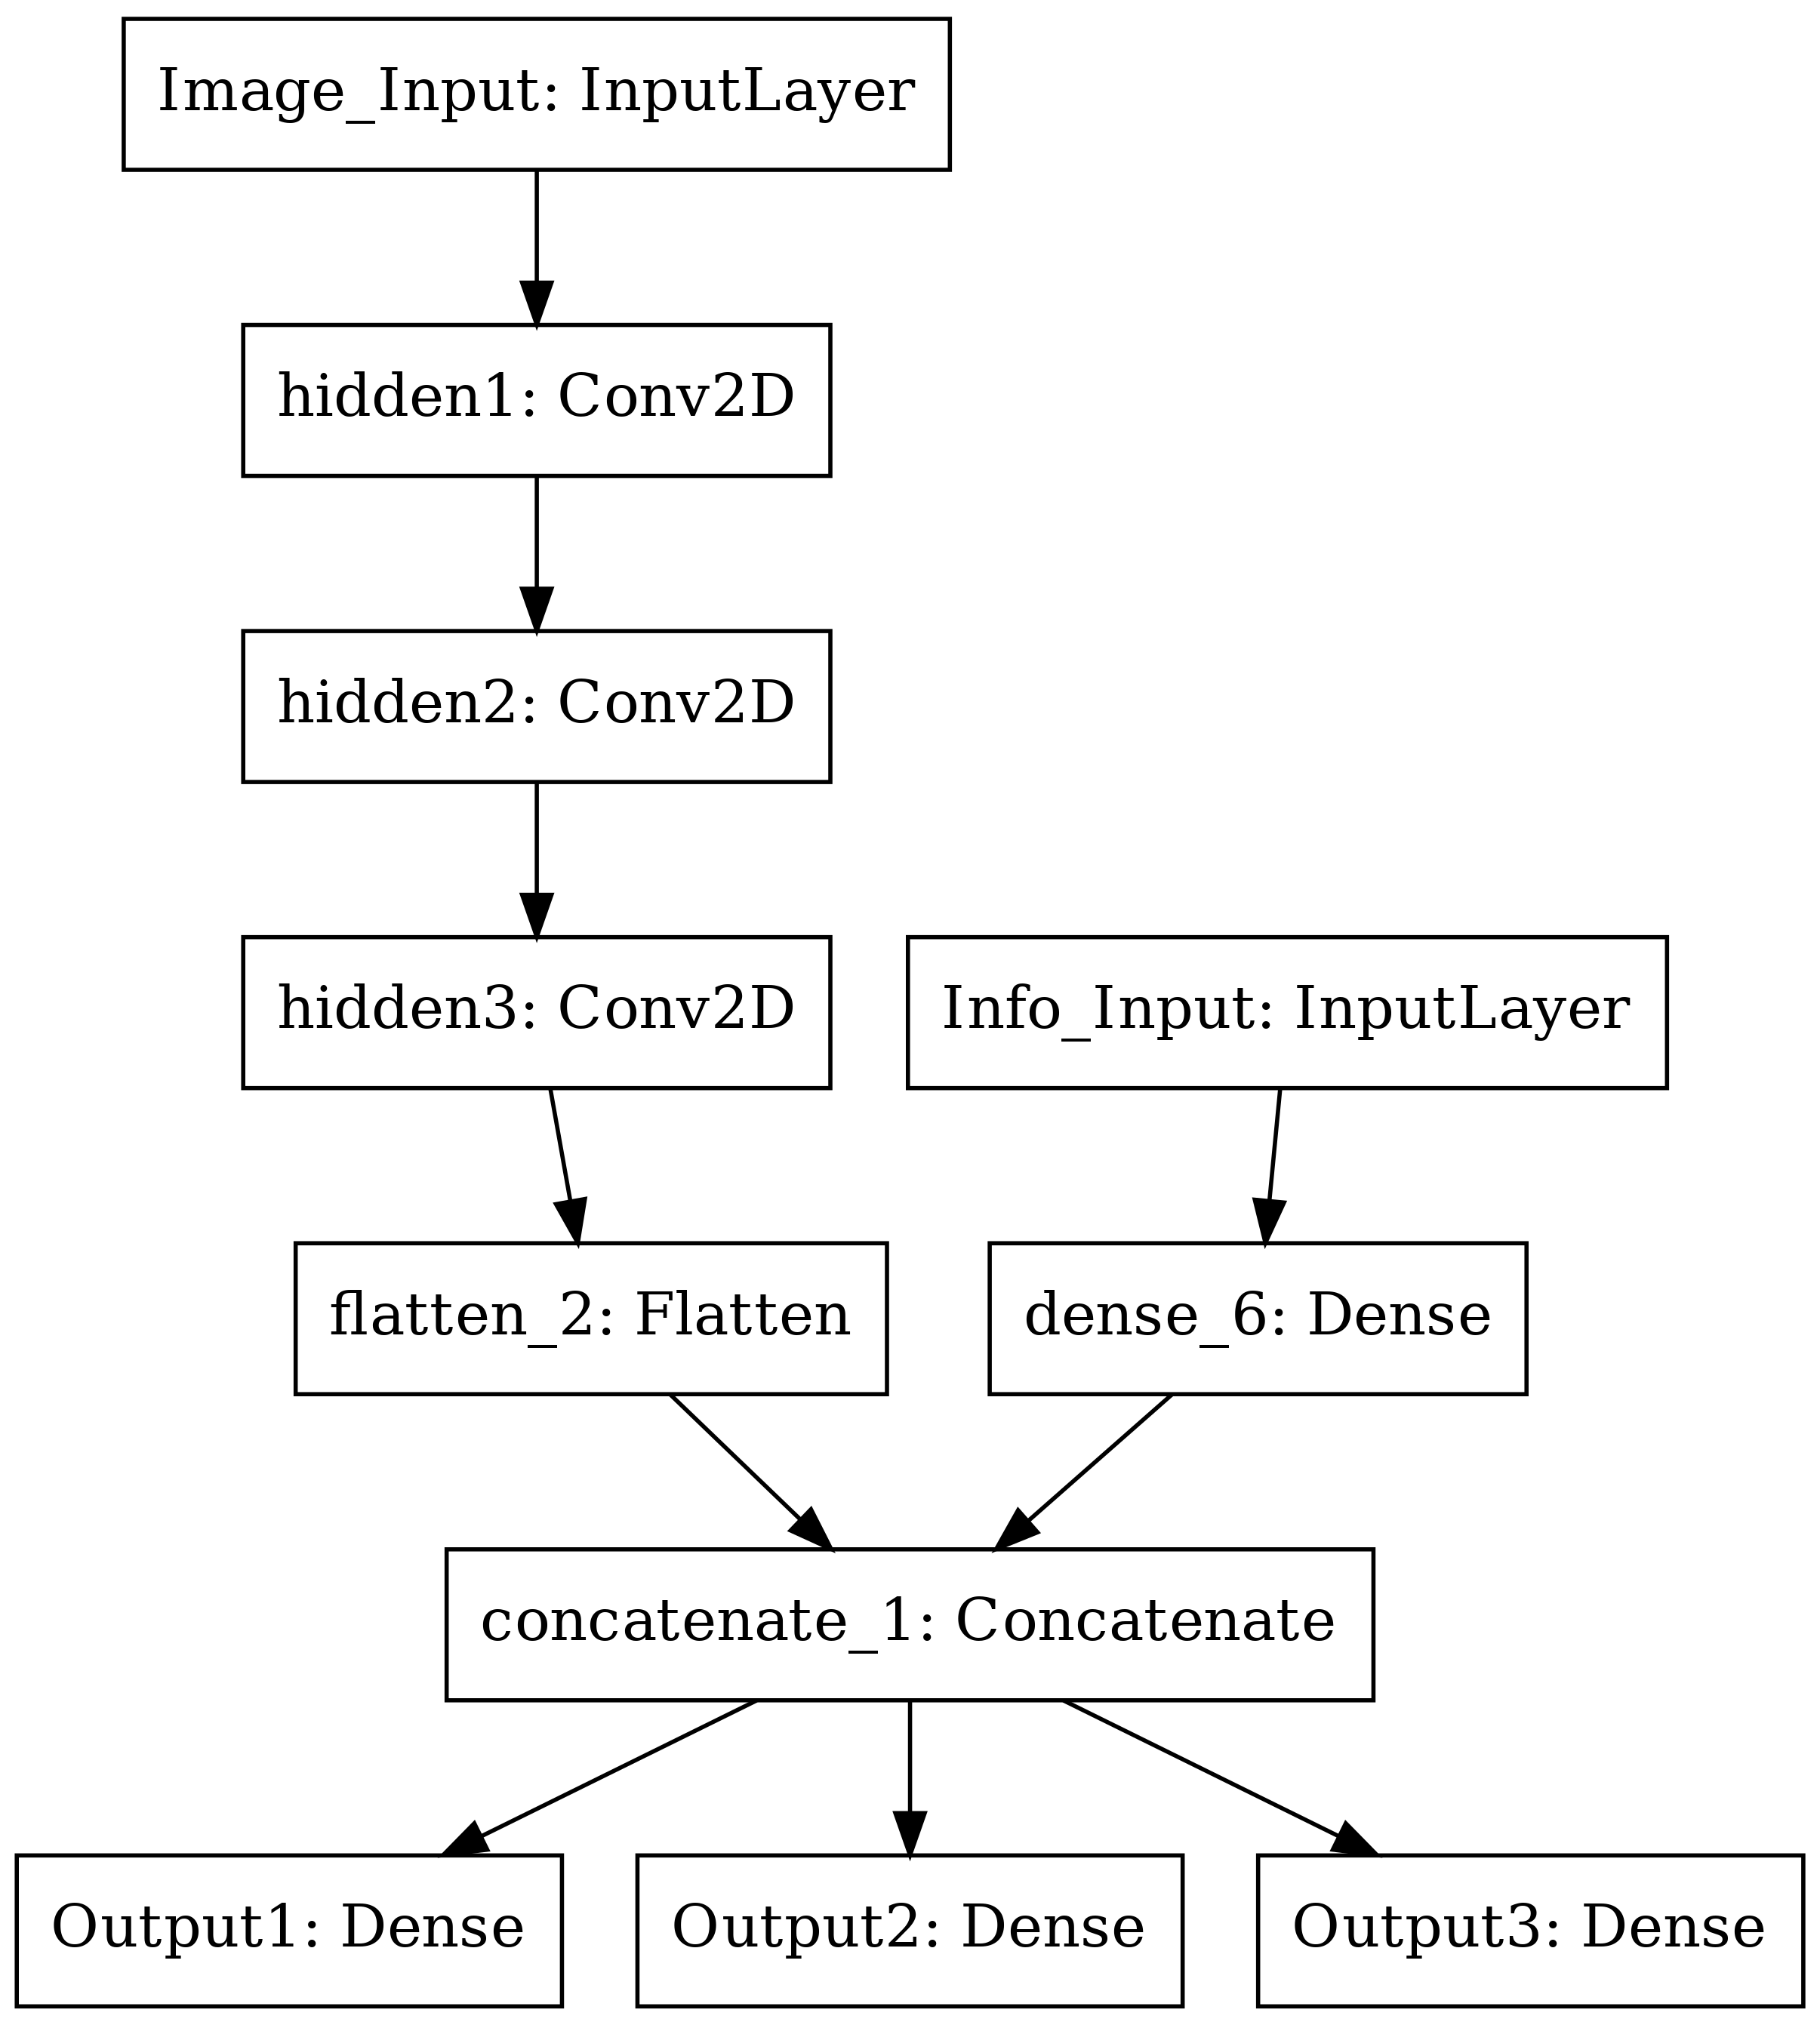 Image_Input: InputLayer
hidden1: Conv2D
hidden2: Conv2D
hidden3: Conv2D
Info_Input: InputLayer
flatten_2: Flatten
dense_6: Dense
concatenate_1: Concatenate
Output1: Dense
Output2: Dense
Output3: Dense